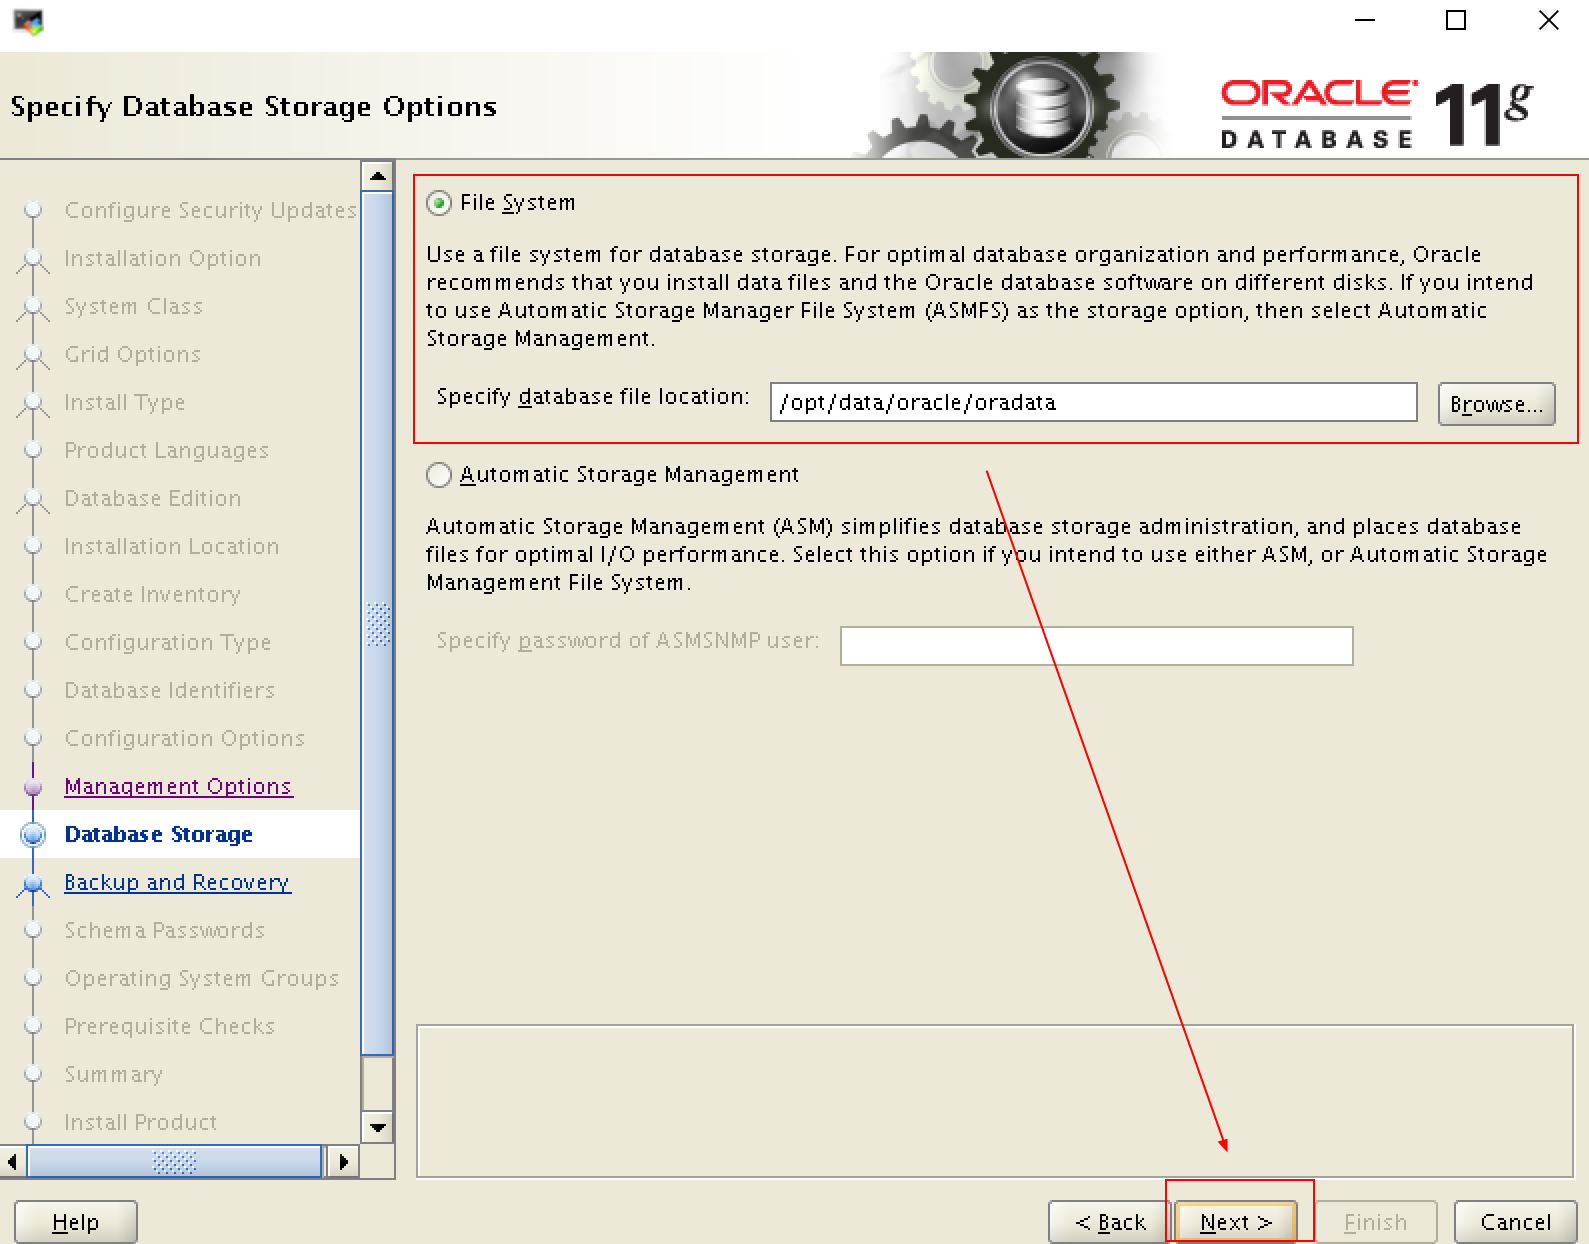 Specify Database Storage Options
ORACLE
DATABASE
11g
Configure Security Updates
Installation Option
System Class
Grid Options
Install Type
Product Languages
Database Edition
Installation Location
Create Inventory
Configuration Type
Database Identifiers
Configuration Options
Management Options
Database Storage
Backup and Recovery
Schema Passwords
Operating System Groups
Prerequisite Checks
Summary
Install Product
File System
Use a file system for database storage. For optimal database organization and performance, Oracle
recommends that you install data files and the Oracle database software on different disks. If you intend
to use Automatic Storage Manager File System (ASMFS) as the storage option, then select Automatic
Storage Management.
Specify database file location:
/opt/data/oracle/oradata
Browse...
Automatic Storage Management
Automatic Storage Management (ASM) simplifies database storage administration, and places database
files for optimal I/O performance. Select this option if you intend to use either ASM, or Automatic Storage
Management File System.
Specify password of ASMSNMP user:
Help
< Back
Next >
Finish
Cancel